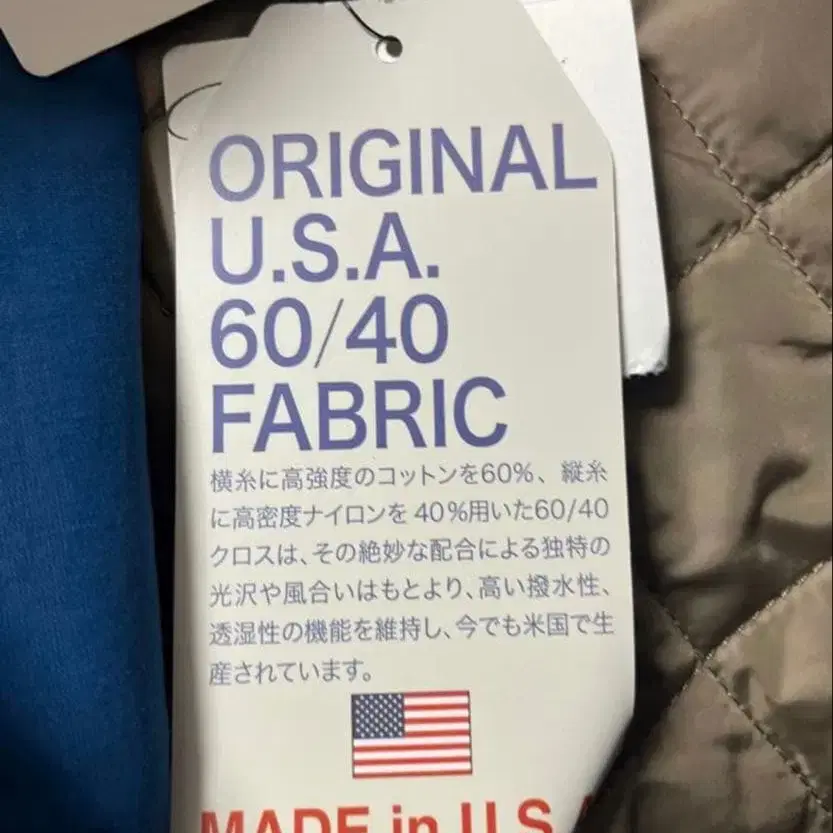 ORIGINAL
U.S.A.
60/40
FABRIC
横糸に高強度のコットンを60%、縦糸
に高密度ナイロンを40%用いた60/40
クロスは、その絶妙な配合による独特の
光沢や風合いはもとより、高い撥水性、
透湿性の機能を維持し、今でも米国で生
産されています。
MADE in U.S.A